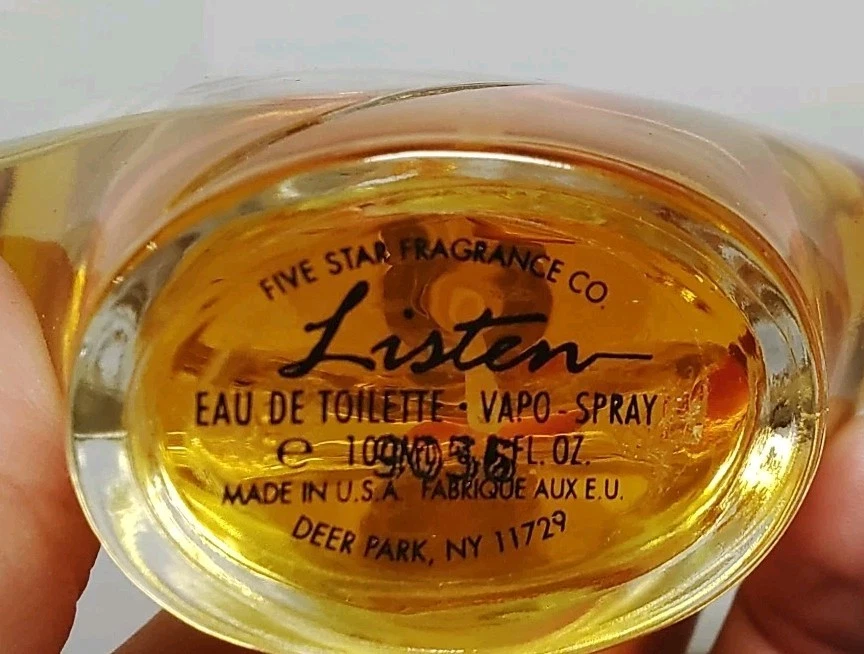 FIVE STAR FRAGRANCE CO.
Listen
EAU DE TOILETTE · VAPO - SPRAY
e 100ML FL. OZ.
MADE IN U.S.A. FABRIQUE AUX E.U.
DEER PARK, NY 11729